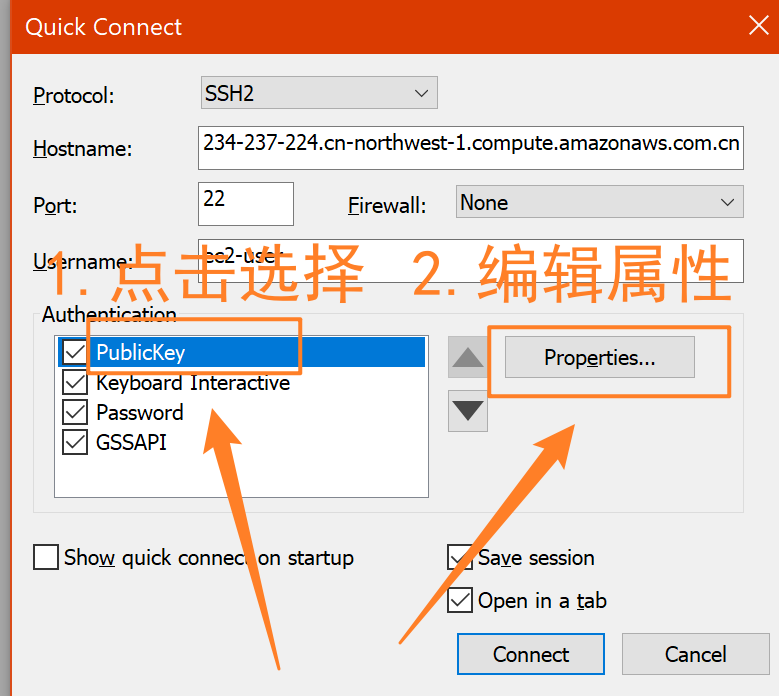 Quick Connect
Protocol: SSH2
Hostname: 234-237-224.cn-northwest-1.compute.amazonaws.com.cn
Port: 22 Firewall: None
Username: ec2-user
1. 点击选择 2. 编辑属性
Authentication
PublicKey Properties...
Keyboard Interactive
Password
GSSAPI
Show quick connect on startup Save session
Open in a tab
Connect Cancel